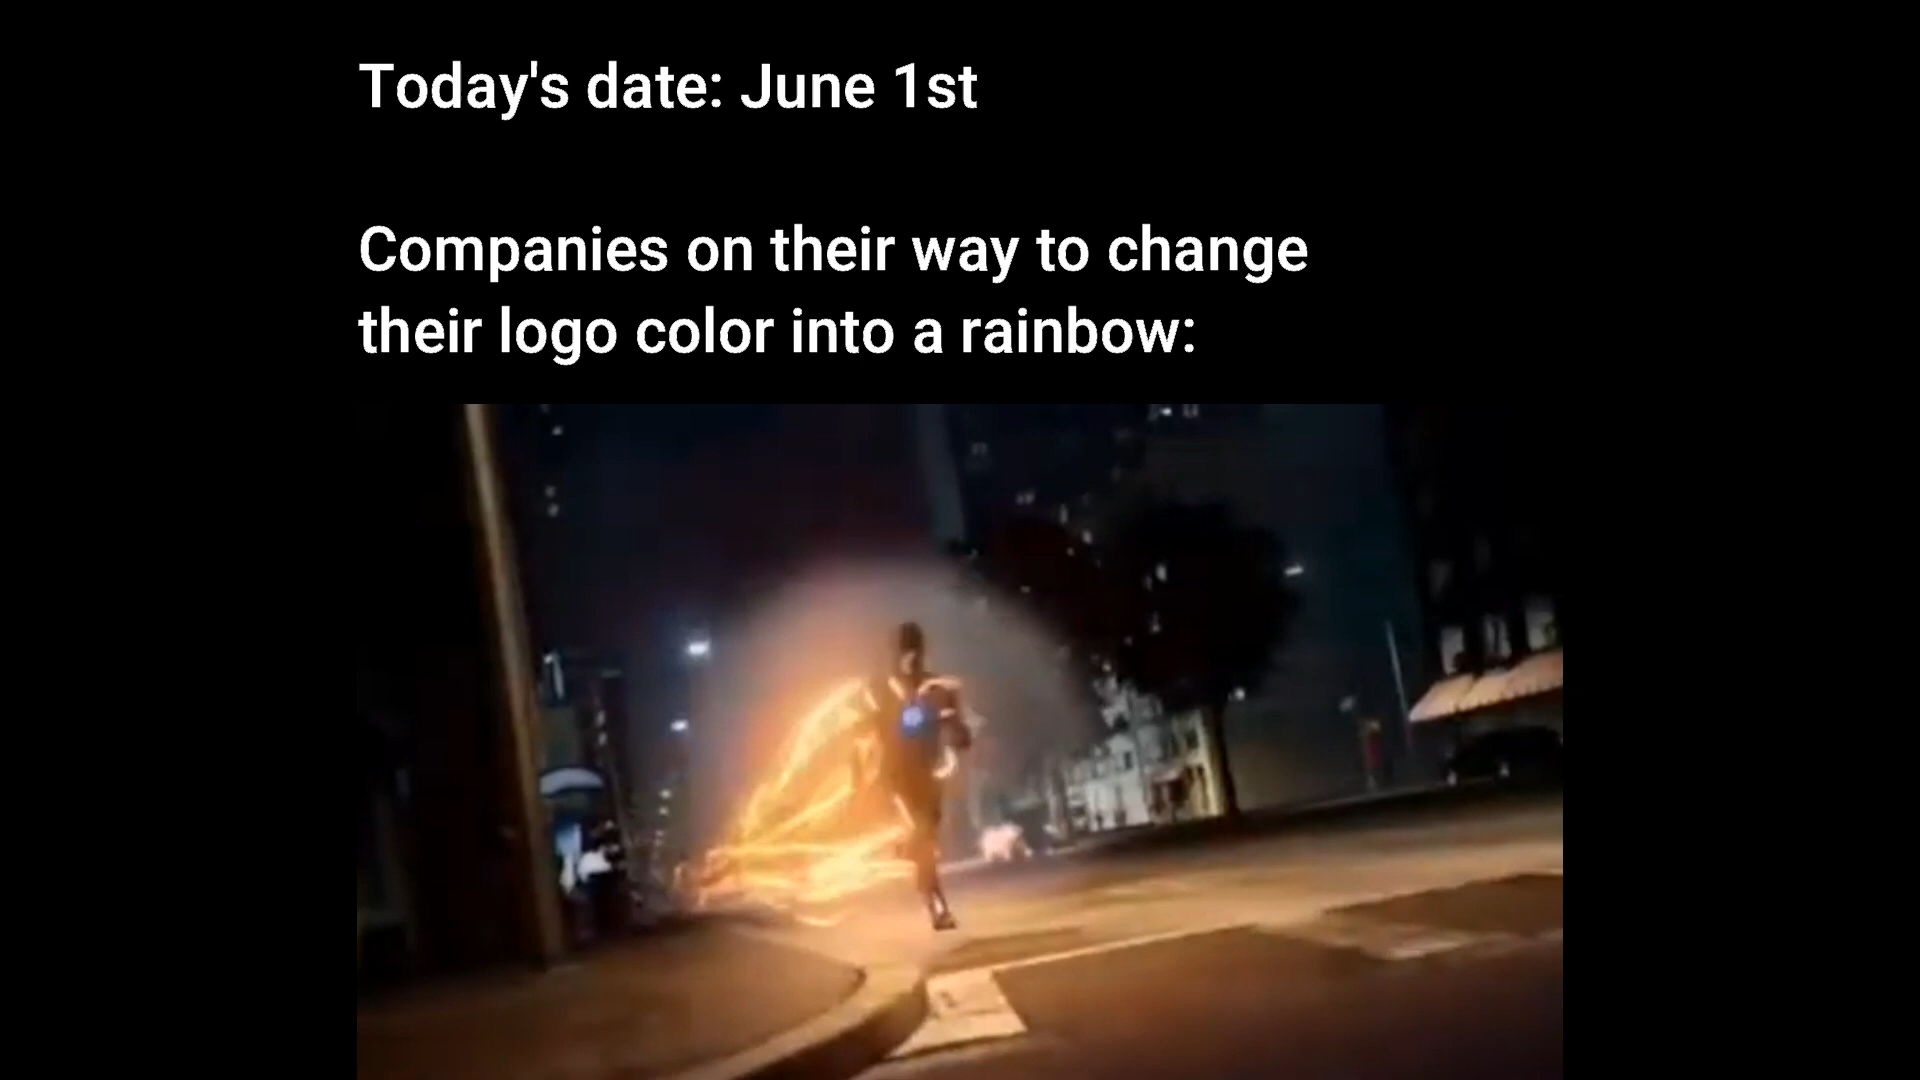 Today's date: June 1st
Companies on their way to change
their logo color into a rainbow: